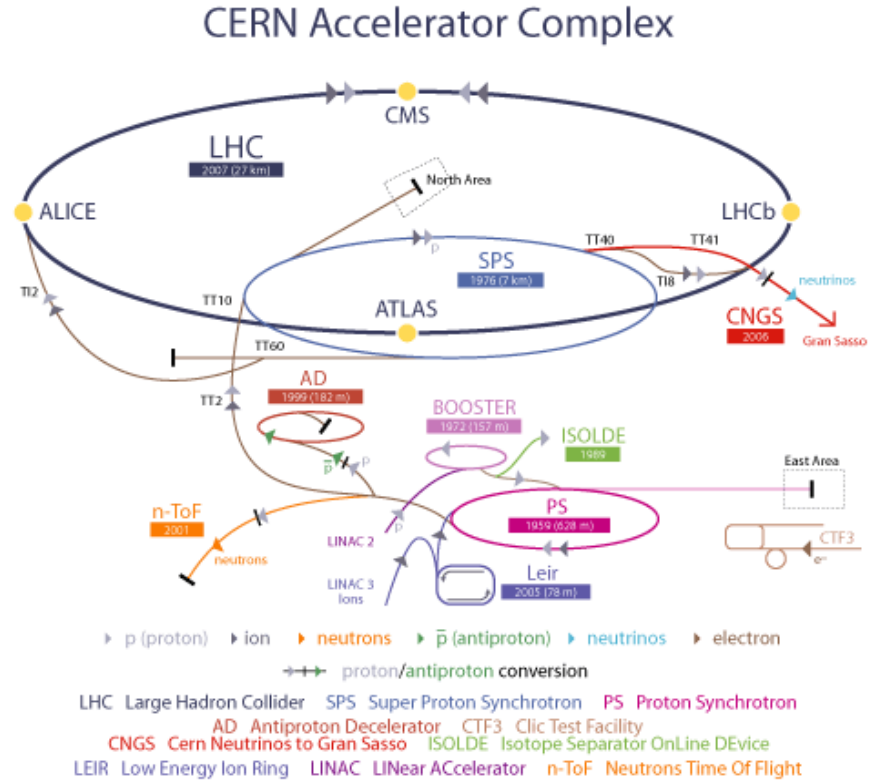 CERN Accelerator Complex
CMS
LHC
2007 (27 km)
North Area
ALICE
LHCb
p
TT40
TT41
SPS
1976 (7 km)
TI8
neutrinos
TI2
TT10
ATLAS
CNGS
2006
Gran Sasso
TT60
AD
1999 (182 m)
TT2
BOOSTER
1972 (157 m)
ISOLDE
1989
p̅
p
East Area
n-ToF
2001
PS
1959 (628 m)
p
LINAC 2
neutrons
CTF3
e⁻
LINAC 3
Ions
Leir
2005 (78 m)
p (proton) ion neutrons p̅ (antiproton) neutrinos electron
proton/antiproton conversion
LHC Large Hadron Collider SPS Super Proton Synchrotron PS Proton Synchrotron
AD Antiproton Decelerator CTF3 Clic Test Facility
CNGS Cern Neutrinos to Gran Sasso ISOLDE Isotope Separator OnLine DEvice
LEIR Low Energy Ion Ring LINAC LINear ACcelerator n-ToF Neutrons Time Of Flight